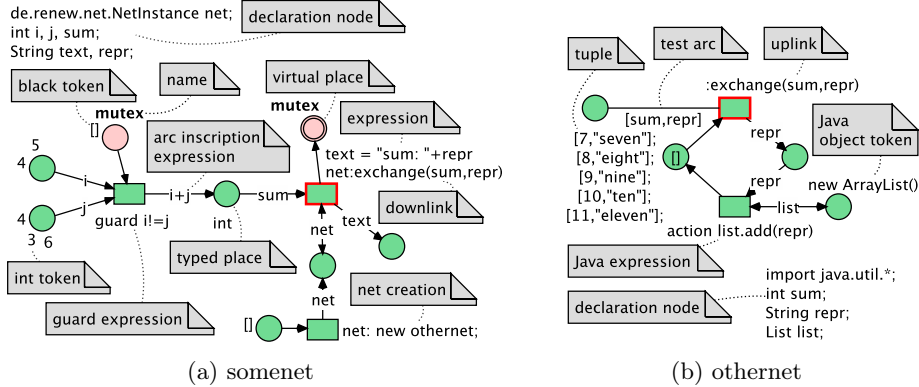 de.renew.net.NetInstance net;
int i, j, sum;
String text, repr;
declaration node
black token
name
virtual place
mutex
[]
mutex
arc inscription
expression
expression
text = "sum: "+repr
net:exchange(sum,repr)
5
4
i
i+j
sum
j
4
3 6
guard i!=j
int
text
downlink
net
int token
typed place
guard expression
net
net creation
[]
net: new othernet;
(a) somenet
tuple
test arc
uplink
:exchange(sum,repr)
[sum,repr]
[7,"seven"];
[8,"eight"];
[9,"nine"];
[10,"ten"];
[11,"eleven"];
repr
[]
repr
Java
object token
new ArrayList()
list
action list.add(repr)
Java expression
declaration node
import java.util.*;
int sum;
String repr;
List list;
(b) othernet